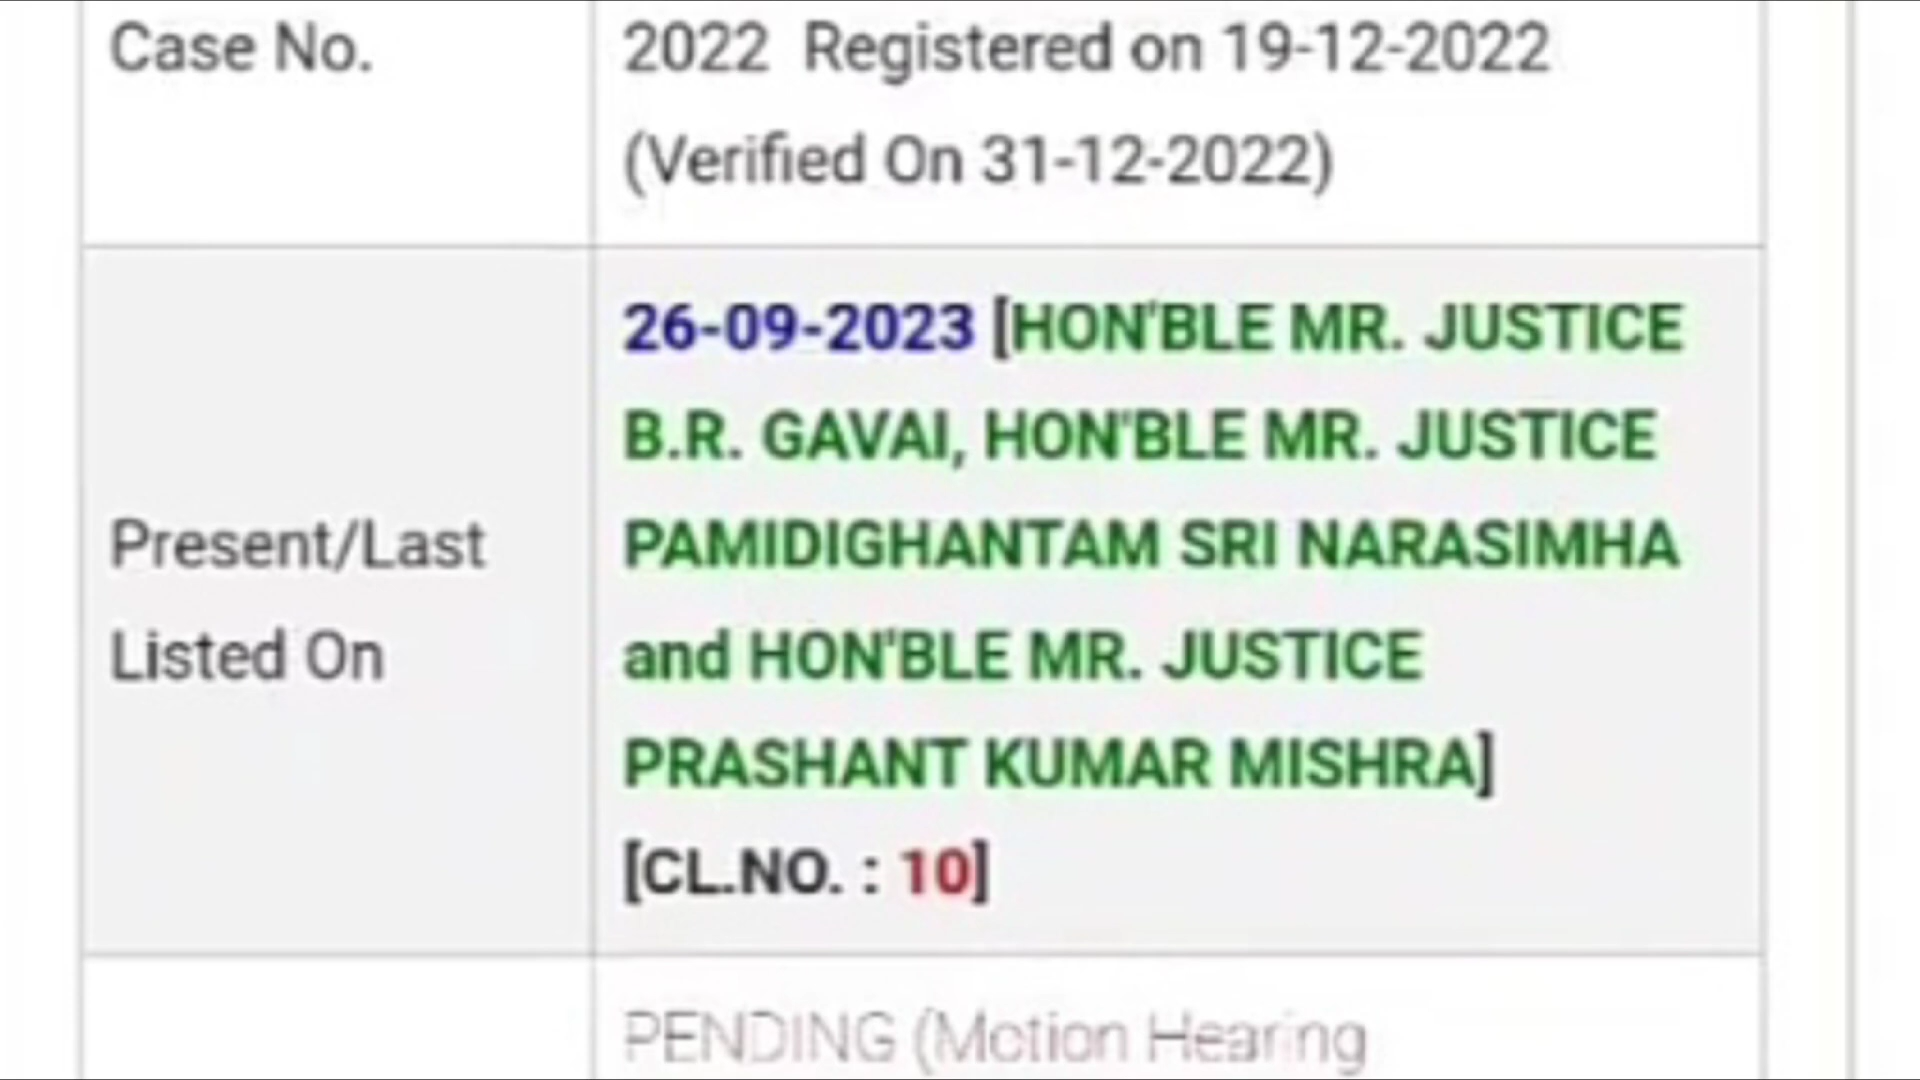 Case No.
2022 Registered on 19-12-2022
(Verified On 31-12-2022)
Present/Last
Listed On
26-09-2023 [HON'BLE MR. JUSTICE
B.R. GAVAI, HON'BLE MR. JUSTICE
PAMIDIGHANTAM SRI NARASIMHA
and HON'BLE MR. JUSTICE
PRASHANT KUMAR MISHRA]
[CL.NO. : 10]
PENDING (Motion Hearing